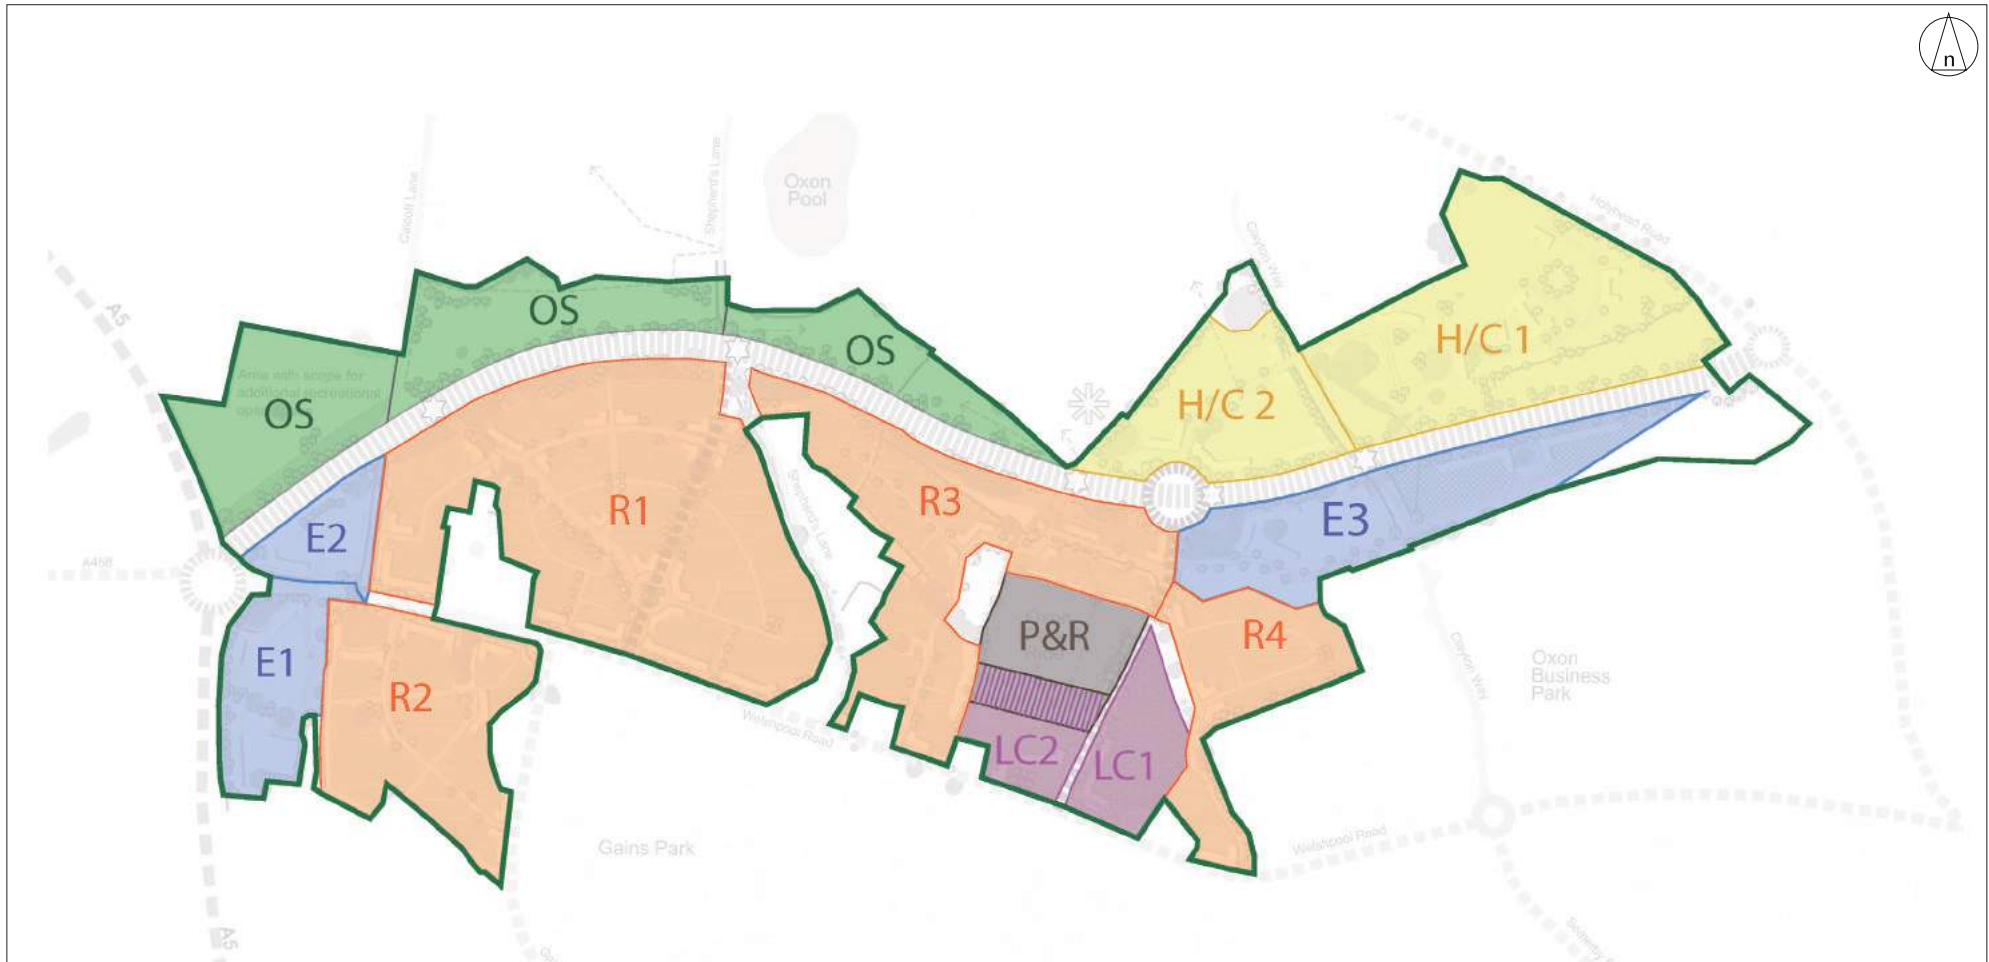 n
Oxon
Pool
Shepherd's Lane
Calcott Lane
Holyhead Road
Clayton Way
A5
OS
OS
OS
Area with scope for
additional recreational
H/C 1
H/C 2
R1
R3
E2
E3
A458
Shepherd's Lane
E1
R2
P&R
R4
Clayton Way
Oxon
Business
Park
LC2
LC1
Welshpool Road
Gains Park
Welshpool Road
A5